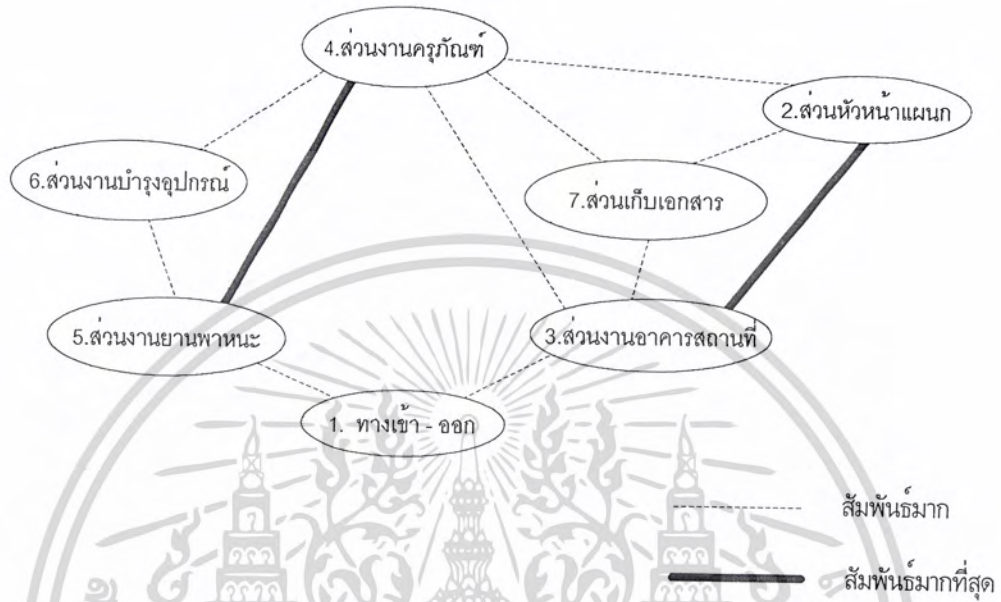 4.ส่วนงานครุภัณฑ์
2.ส่วนหัวหน้าแผนก
6.ส่วนงานบำรุงอุปกรณ์
7.ส่วนเก็บเอกสาร
5.ส่วนงานยานพาหนะ
3.ส่วนงานอาคารสถานที่
1. ทางเข้า - ออก
สัมพันธ์มาก
สัมพันธ์มากที่สุด